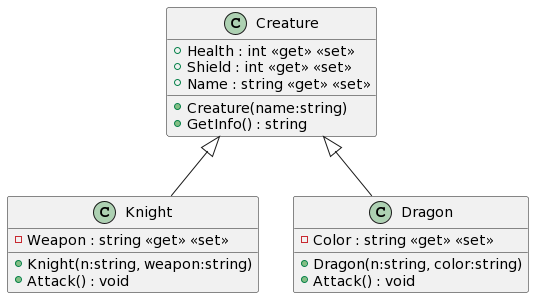 C Creature
Health : int «get» «set»
Shield : int «get» «set»
Name : string «get» «set»
Creature(name:string)
GetInfo() : string
C Knight
Weapon : string «get» «set»
Knight(n:string, weapon:string)
Attack() : void
C Dragon
Color : string «get» «set»
Dragon(n:string, color:string)
Attack() : void